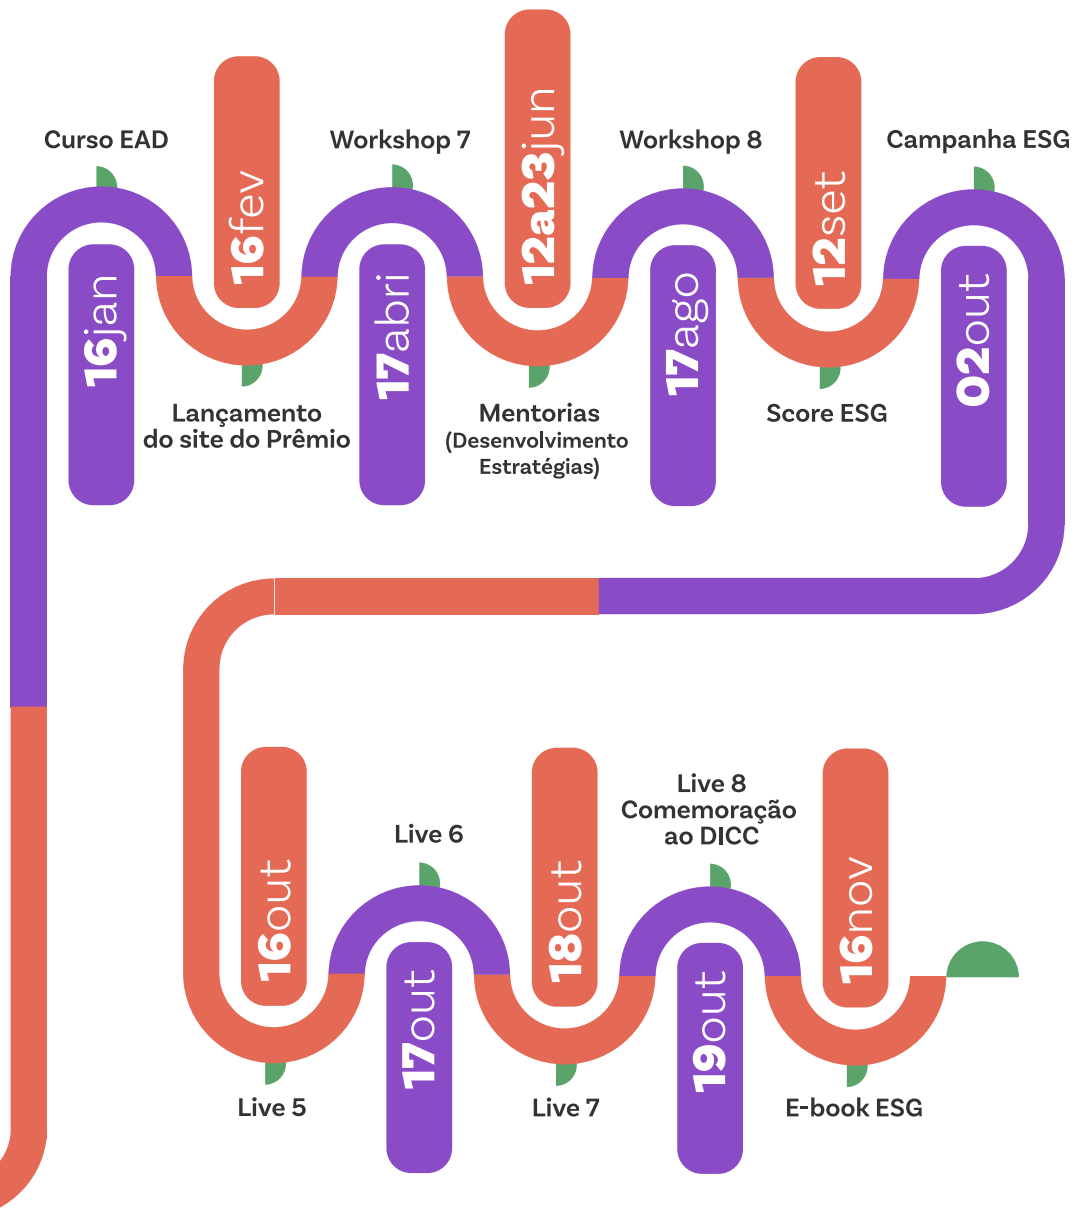 Curso EAD
16jan
16fev
Lançamento
do site do Prêmio
Workshop 7
17abri
12a23jun
Mentorias
(Desenvolvimento
Estratégias)
Workshop 8
17ago
12set
Score ESG
Campanha ESG
02out
16out
Live 5
Live 6
17out
18out
Live 7
Live 8
Comemoração
ao DICC
19out
16nov
E-book ESG